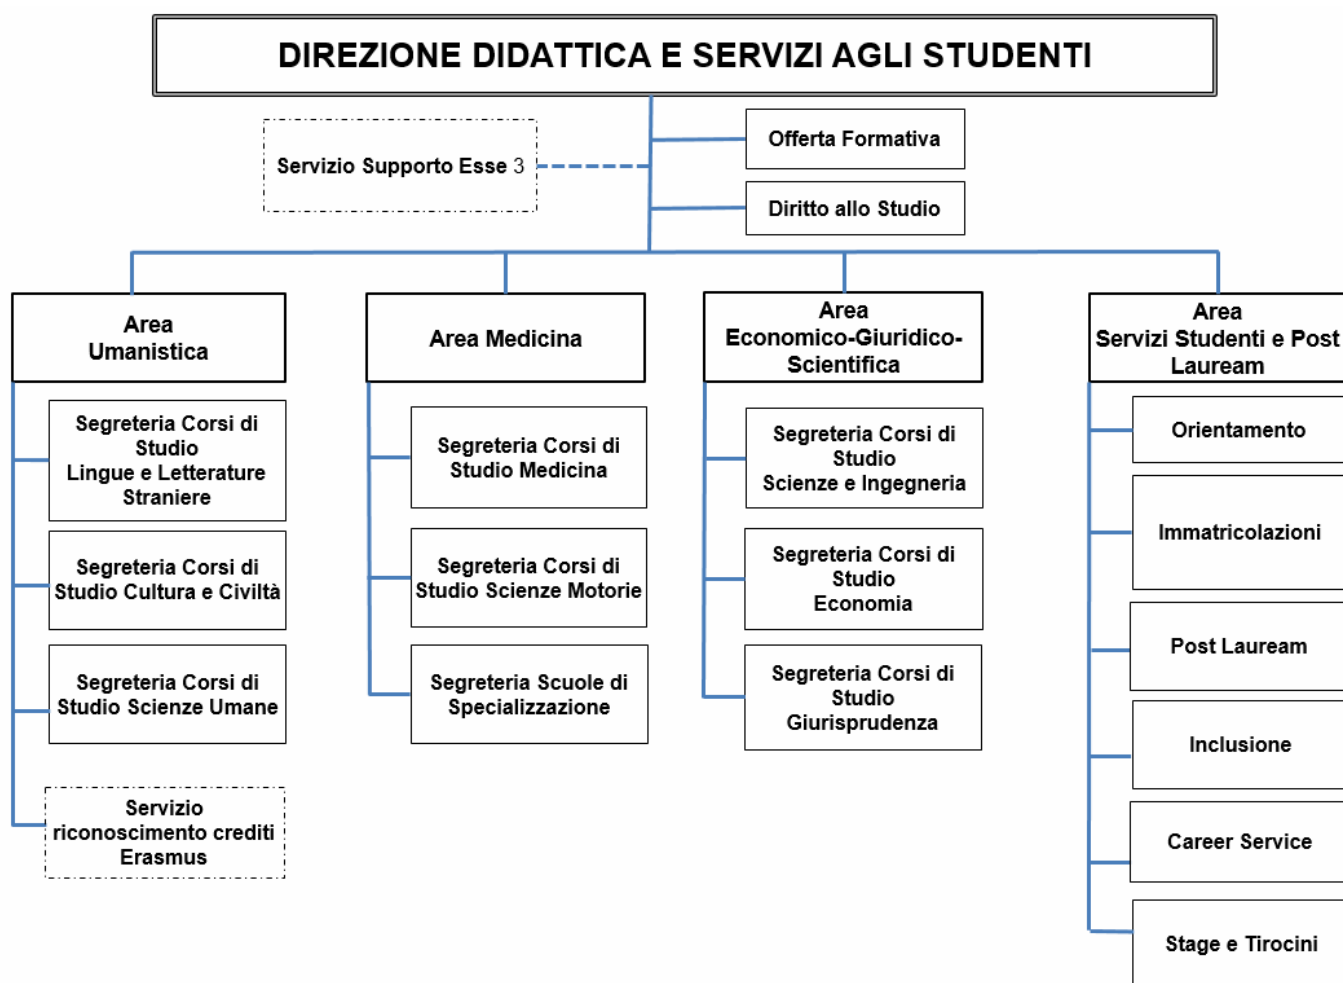 DIREZIONE DIDATTICA E SERVIZI AGLI STUDENTI
Servizio Supporto Esse 3
Offerta Formativa
Diritto allo Studio
Area
Umanistica
Segreteria Corsi di
Studio
Lingue e Letterature
Straniere
Segreteria Corsi di
Studio Cultura e Civiltà
Segreteria Corsi di
Studio Scienze Umane
Servizio
riconoscimento crediti
Erasmus
Area Medicina
Segreteria Corsi di
Studio Medicina
Segreteria Corsi di
Studio Scienze Motorie
Segreteria Scuole di
Specializzazione
Area
Economico-Giuridico-
Scientifica
Segreteria Corsi di
Studio
Scienze e Ingegneria
Segreteria Corsi di
Studio
Economia
Segreteria Corsi di
Studio
Giurisprudenza
Area
Servizi Studenti e Post
Lauream
Orientamento
Immatricolazioni
Post Lauream
Inclusione
Career Service
Stage e Tirocini